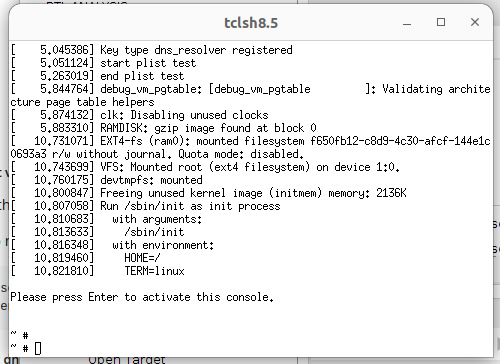 tclsh8.5
[    5.045386] Key type dns_resolver registered
[    5.051124] start plist test
[    5.263019] end plist test
[    5.844764] debug_vm_pgtable: [debug_vm_pgtable         ]: Validating archite
cture page table helpers
[    5.874132] clk: Disabling unused clocks
[    5.883310] RAMDISK: gzip image found at block 0
[   10.731071] EXT4-fs (ram0): mounted filesystem f650fb12-c8d9-4c30-afcf-144e1c
0693a3 r/w without journal. Quota mode: disabled.
[   10.743699] VFS: Mounted root (ext4 filesystem) on device 1:0.
[   10.760175] devtmpfs: mounted
[   10.800847] Freeing unused kernel image (initmem) memory: 2136K
[   10.807058] Run /sbin/init as init process
[   10.810683]   with arguments:
[   10.813633]     /sbin/init
[   10.816348]   with environment:
[   10.819460]     HOME=/
[   10.821810]     TERM=linux
Please press Enter to activate this console.
~ #
~ #
Open Target